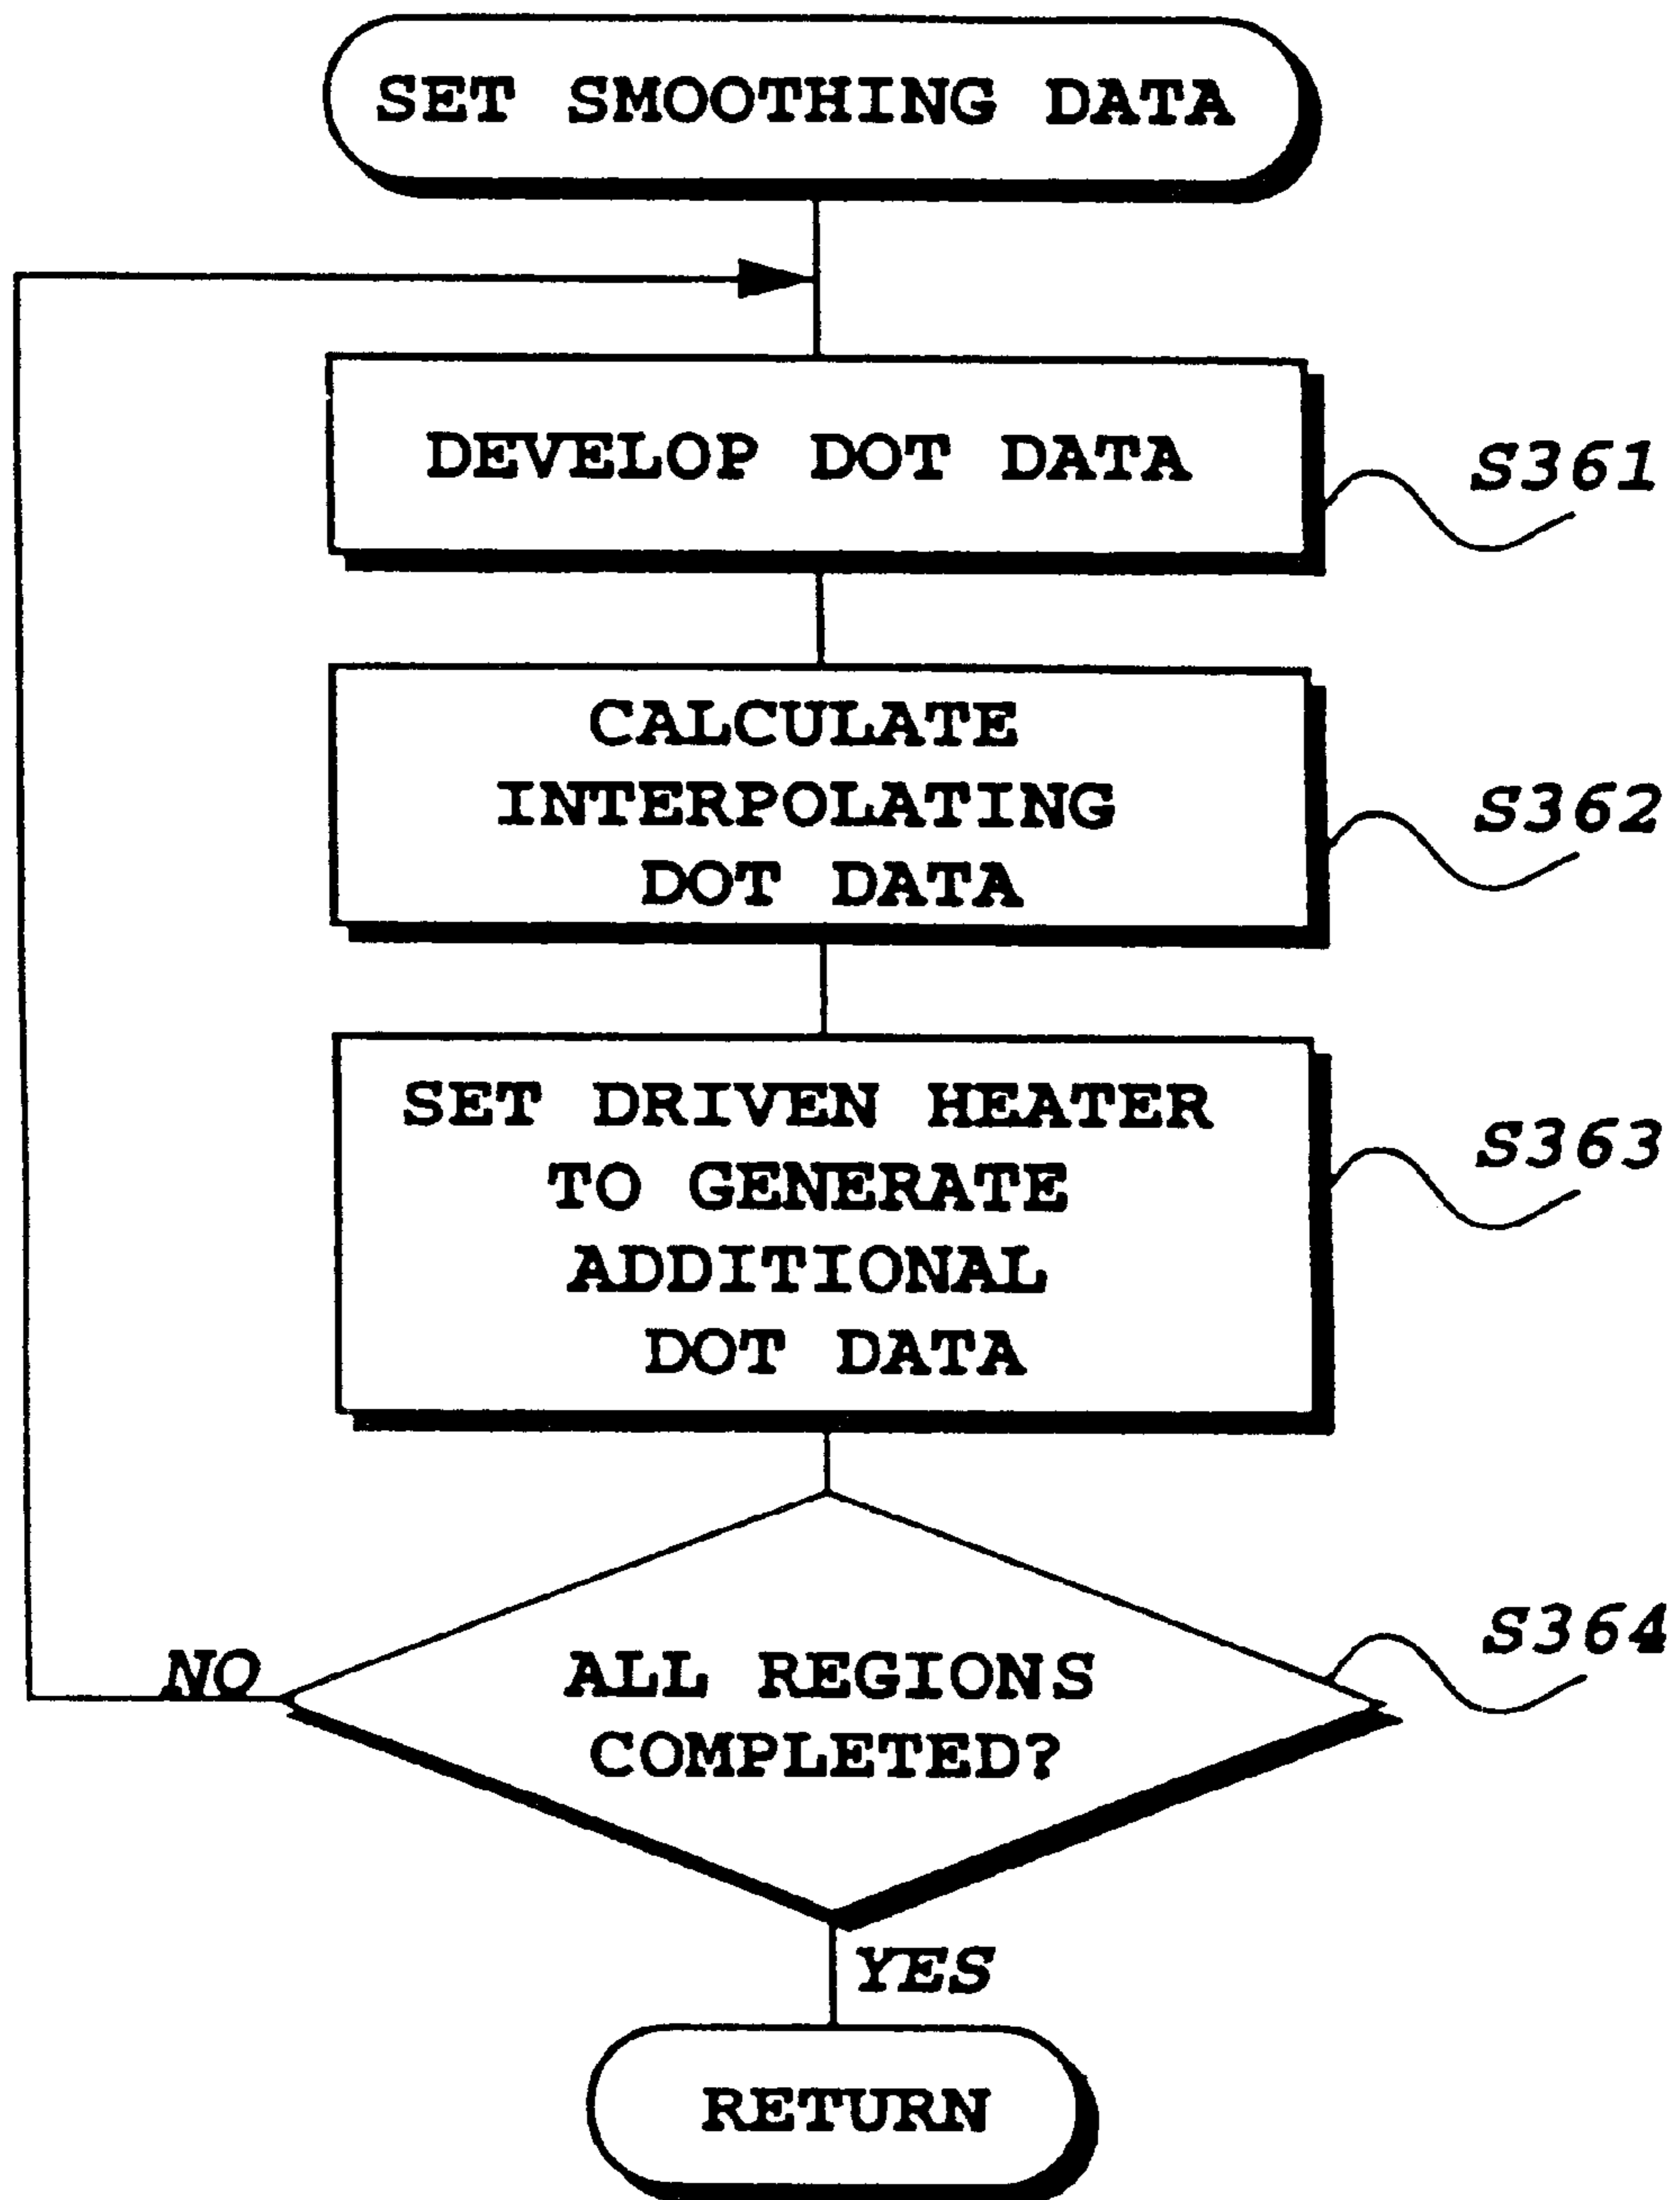 SET SMOOTHING DATA
DEVELOP DOT DATA
S361
CALCULATE
INTERPOLATING
DOT DATA
S362
SET DRIVEN HEATER
TO GENERATE
ADDITIONAL
DOT DATA
S363
ALL REGIONS
COMPLETED?
S364
NO
YES
RETURN